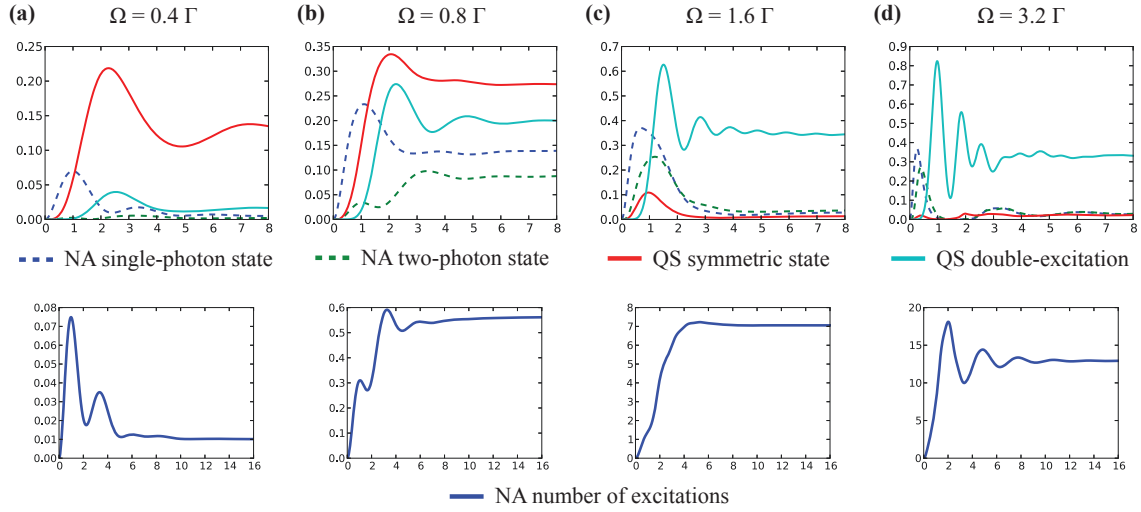 (a) Ω = 0.4 Γ (b) Ω = 0.8 Γ (c) Ω = 1.6 Γ (d) Ω = 3.2 Γ
0.25 0.35 0.7 0.9
0.8
0.30 0.6
0.20 0.7
0.25 0.5 0.6
0.15 0.20 0.4 0.5
0.4
0.10 0.15 0.3
0.3
0.10 0.2
0.05 0.2
0.05 0.1 0.1
0.00 0.00 0.0 0.0
0 1 2 3 4 5 6 7 8 0 1 2 3 4 5 6 7 8 0 1 2 3 4 5 6 7 8 0 1 2 3 4 5 6 7 8
NA single-photon state NA two-photon state QS symmetric state QS double-excitation
0.08 0.6 8 20
0.07 7
0.5
0.06 6 15
0.05 0.4 5
0.04 0.3 4 10
0.03 3
0.2
0.02 2 5
0.01 0.1 1
0.00 0.0 0 0
0 2 4 6 8 10 12 14 16 0 2 4 6 8 10 12 14 16 0 2 4 6 8 10 12 14 16 0 2 4 6 8 10 12 14 16
NA number of excitations